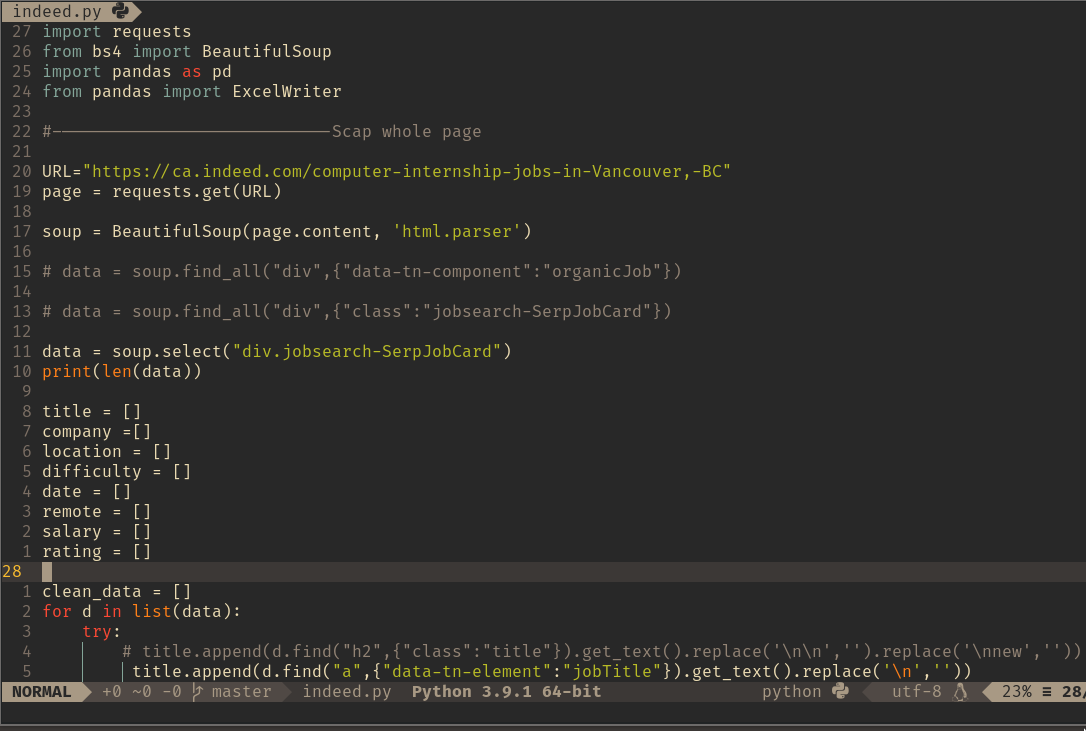 indeed.py
27 import requests
26 from bs4 import BeautifulSoup
25 import pandas as pd
24 from pandas import ExcelWriter
23
22 #-----------------------------Scap whole page
21
20 URL="https://ca.indeed.com/computer-internship-jobs-in-Vancouver,-BC"
19 page = requests.get(URL)
18
17 soup = BeautifulSoup(page.content, 'html.parser')
16
15 # data = soup.find_all("div",{"data-tn-component":"organicJob"})
14
13 # data = soup.find_all("div",{"class":"jobsearch-SerpJobCard"})
12
11 data = soup.select("div.jobsearch-SerpJobCard")
10 print(len(data))
9
8 title = []
7 company =[]
6 location = []
5 difficulty = []
4 date = []
3 remote = []
2 salary = []
1 rating = []
28
1 clean_data = []
2 for d in list(data):
3     try:
4         # title.append(d.find("h2",{"class":"title"}).get_text().replace('\n\n','').replace('\nnew',''))
5         title.append(d.find("a",{"data-tn-element":"jobTitle"}).get_text().replace('\n',''))
NORMAL +0 ~0 -0 master indeed.py Python 3.9.1 64-bit python utf-8 23% ≡ 28/